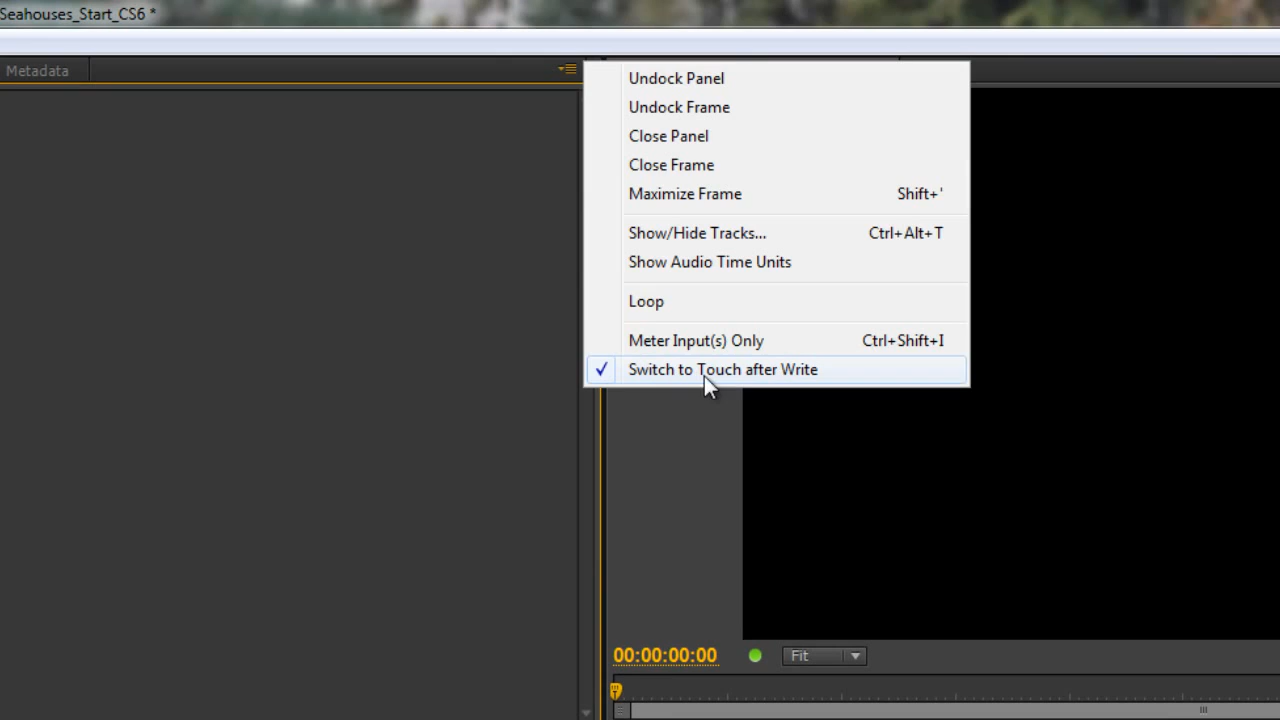 Seahouses_Start_CS6 *
Metadata
Undock Panel
Undock Frame
Close Panel
Close Frame
Maximize Frame Shift+'
Show/Hide Tracks... Ctrl+Alt+T
Show Audio Time Units
Loop
Meter Input(s) Only Ctrl+Shift+I
Switch to Touch after Write
00:00:00:00 Fit